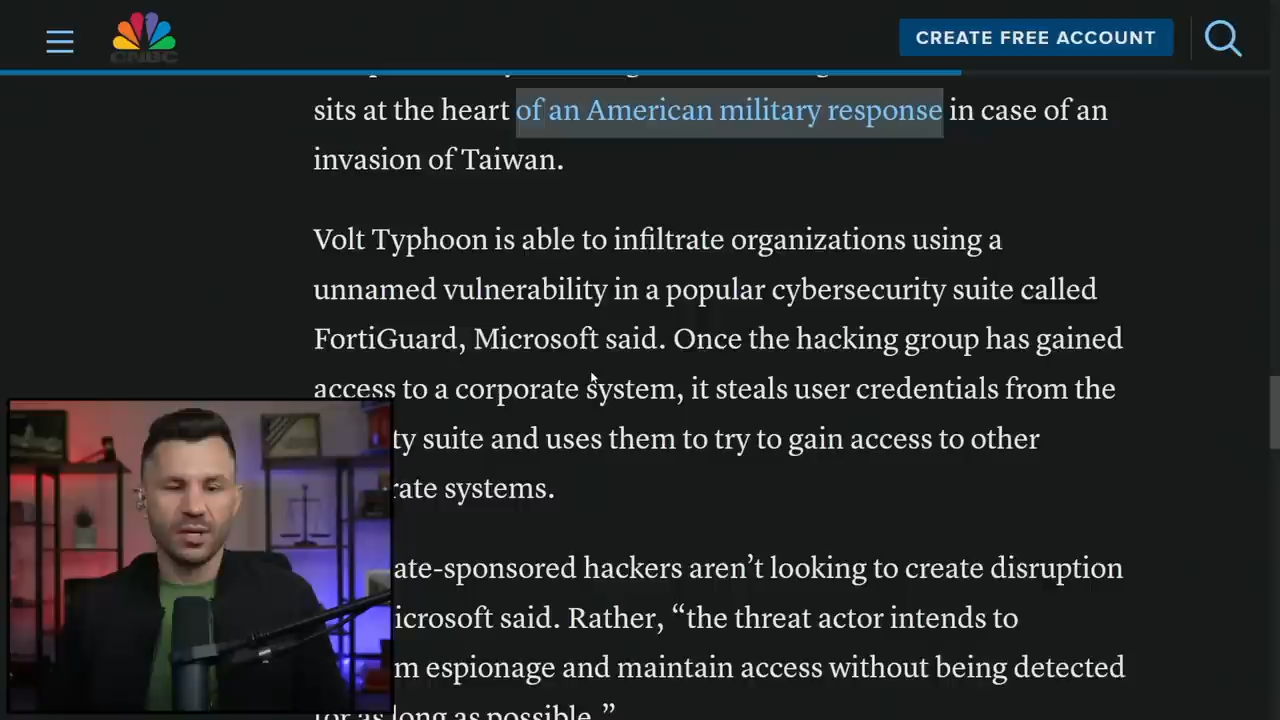 CNBC
CREATE FREE ACCOUNT
sits at the heart of an American military response in case of an
invasion of Taiwan.
Volt Typhoon is able to infiltrate organizations using a
unnamed vulnerability in a popular cybersecurity suite called
FortiGuard, Microsoft said. Once the hacking group has gained
access to a corporate system, it steals user credentials from the
ty suite and uses them to try to gain access to other
rate systems.
ate-sponsored hackers aren’t looking to create disruption
icrosoft said. Rather, “the threat actor intends to
m espionage and maintain access without being detected
for as long as possible.”